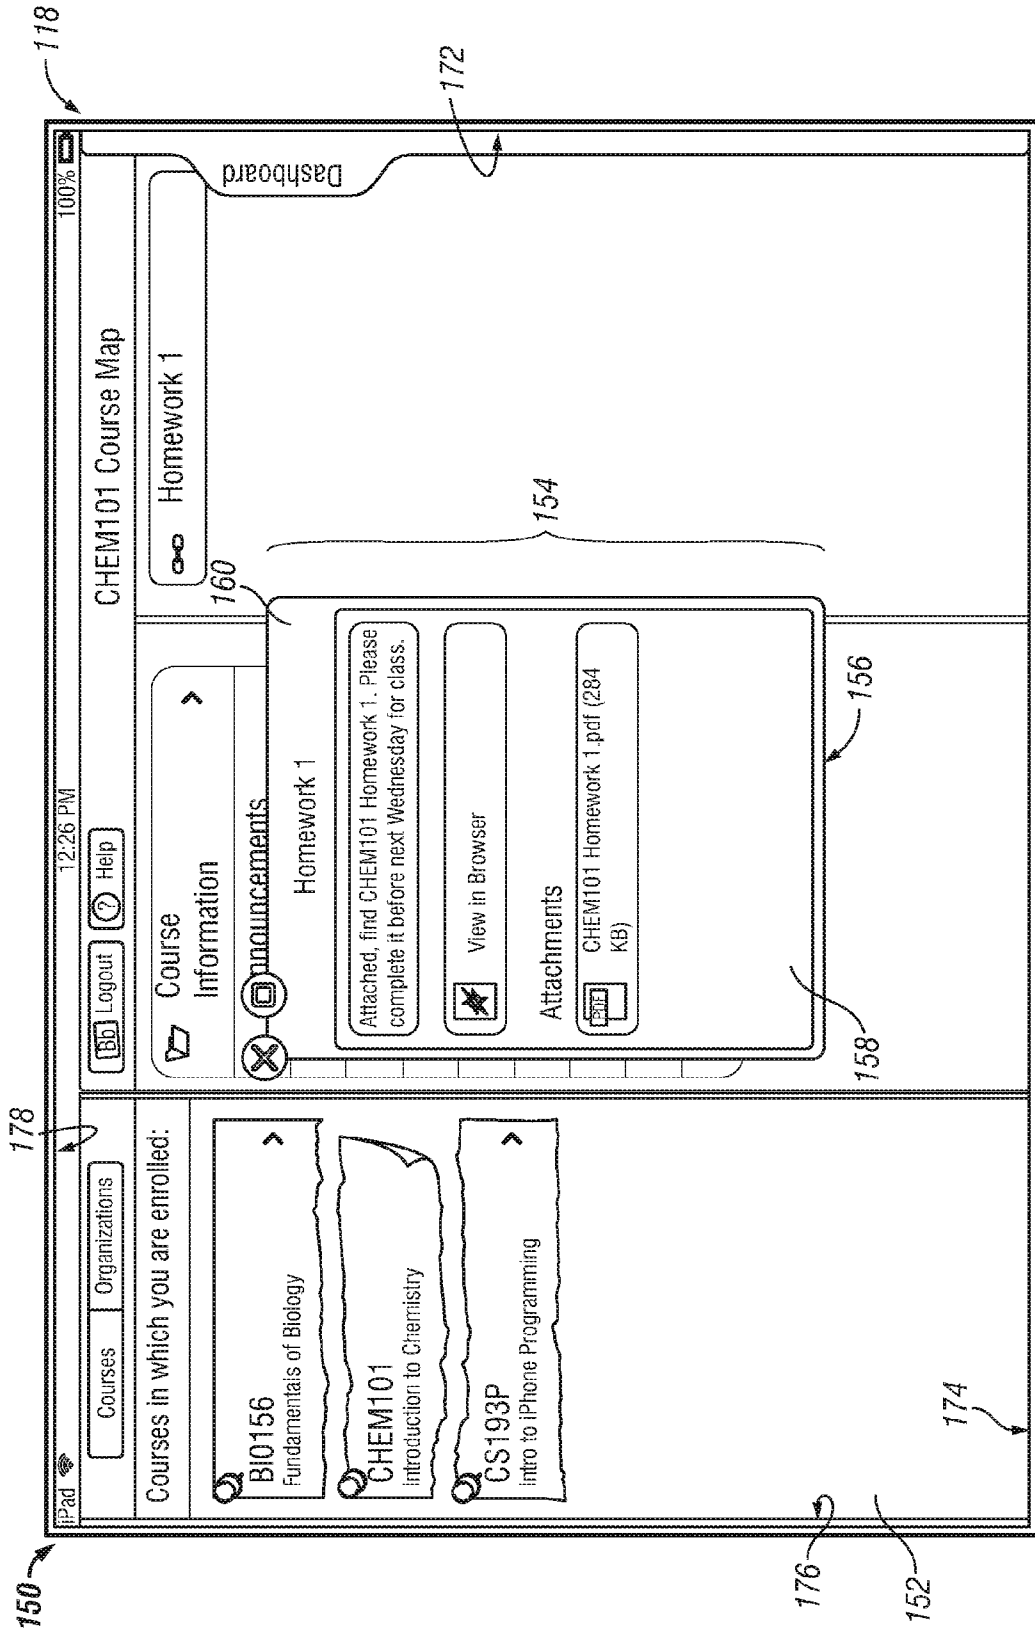 150
118
178
iPad
12:26 PM
100%
Courses
Organizations
Bb Logout
? Help
CHEM101 Course Map
Courses in which you are enrolled:
BIO156
Fundamentals of Biology
CHEM101
Introduction to Chemistry
CS193P
Intro to iPhone Programming
Course
Information
nnouncements
Homework 1
Attached, find CHEM101 Homework 1. Please
complete it before next Wednesday for class.
View in Browser
Attachments
PDF
CHEM101 Homework 1.pdf (284
KB)
Homework 1
Dashboard
160
154
172
156
158
176
152
174